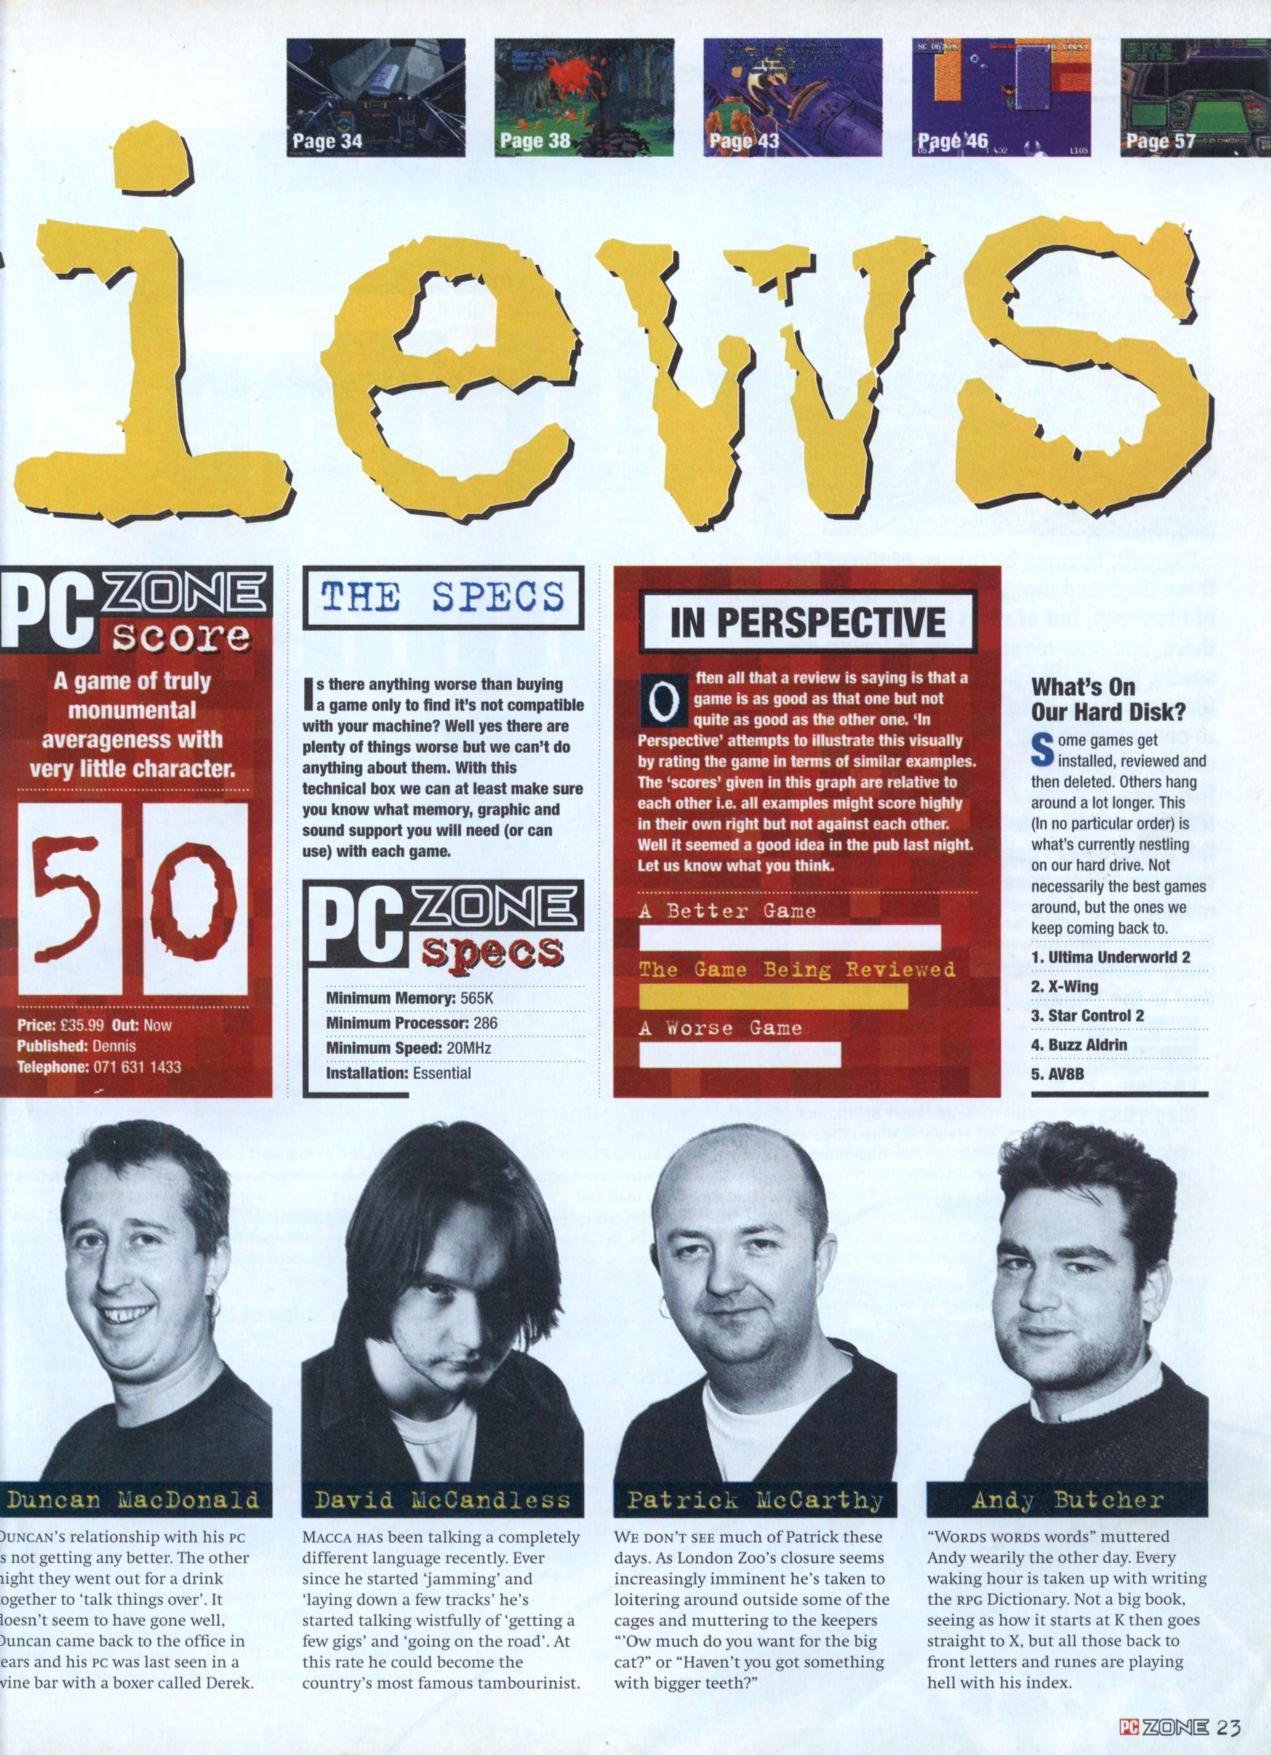 Page 34
Page 38
Page 43
Page 46
Page 57
iews
PC ZONE
score
A game of truly
monumental
averageness with
very little character.
50
Price: £35.99 Out: Now
Published: Dennis
Telephone: 071 631 1433
THE SPECS
Is there anything worse than buying
a game only to find it's not compatible
with your machine? Well yes there are
plenty of things worse but we can't do
anything about them. With this
technical box we can at least make sure
you know what memory, graphic and
sound support you will need (or can
use) with each game.
PC ZONE
specs
Minimum Memory: 565K
Minimum Processor: 286
Minimum Speed: 20MHz
Installation: Essential
IN PERSPECTIVE
Often all that a review is saying is that a
game is as good as that one but not
quite as good as the other one. 'In
Perspective' attempts to illustrate this visually
by rating the game in terms of similar examples.
The 'scores' given in this graph are relative to
each other i.e. all examples might score highly
in their own right but not against each other.
Well it seemed a good idea in the pub last night.
Let us know what you think.
A Better Game
The Game Being Reviewed
A Worse Game
What's On
Our Hard Disk?
Some games get
installed, reviewed and
then deleted. Others hang
around a lot longer. This
(In no particular order) is
what's currently nestling
on our hard drive. Not
necessarily the best games
around, but the ones we
keep coming back to.
1. Ultima Underworld 2
2. X-Wing
3. Star Control 2
4. Buzz Aldrin
5. AV8B
Duncan MacDonald
DUNCAN'S relationship with his PC
is not getting any better. The other
night they went out for a drink
together to 'talk things over'. It
doesn't seem to have gone well,
Duncan came back to the office in
tears and his PC was last seen in a
wine bar with a boxer called Derek.
David McCandless
MACCA HAS been talking a completely
different language recently. Ever
since he started 'jamming' and
'laying down a few tracks' he's
started talking wistfully of 'getting a
few gigs' and 'going on the road'. At
this rate he could become the
country's most famous tambourinist.
Patrick McCarthy
WE DON'T SEE much of Patrick these
days. As London Zoo's closure seems
increasingly imminent he's taken to
loitering around outside some of the
cages and muttering to the keepers
"'Ow much do you want for the big
cat?" or "Haven't you got something
with bigger teeth?"
Andy Butcher
"WORDS WORDS words" muttered
Andy wearily the other day. Every
waking hour is taken up with writing
the RPG Dictionary. Not a big book,
seeing as how it starts at K then goes
straight to X, but all those back to
front letters and runes are playing
hell with his index.
PC ZONE 23